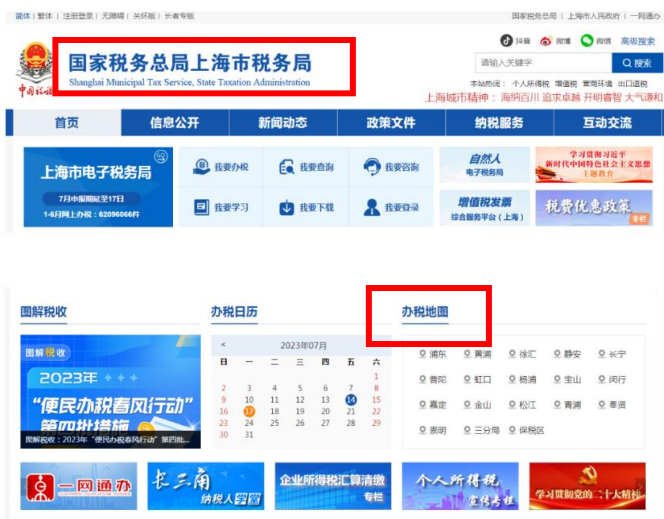 简体 | 繁体 | 注册登录 | 无障碍 | 关怀版 | 长者专版
国家税务总局 | 上海市人民政府 | 一网通办
抖音 微博 微信 高级搜索
国家税务总局上海市税务局
Shanghai Municipal Tax Service, State Taxation Administration
中国税务
请输入关键字
搜索
本站热词： 个人所得税 增值税 营商环境 出口退税
上海城市精神：海纳百川 追求卓越 开明睿智 大气谦和
首页 信息公开 新闻动态 政策文件 纳税服务 互动交流
上海市电子税务局
7月申报期延至17日
1-6月网上办税：62096066件
我要办税 我要查询 我要咨询
我要学习 我要下载 我要登录
自然人
电子税务局
学习贯彻习近平
新时代中国特色社会主义思想
主题教育
增值税发票
综合服务平台（上海）
税费优惠政策
专栏
图解税收 办税日历 办税地图
图解税收
2023年
“便民办税春风行动”
第四批措施
图解税收：2023年“便民办税春风行动”第四批...
< 2023年07月
日 一 二 三 四 五 六
1
2 3 4 5 6 7 8
9 10 11 12 13 14 15
16 17 18 19 20 21 22
23 24 25 26 27 28 29
30 31
浦东 黄浦 徐汇 静安 长宁
普陀 虹口 杨浦 宝山 闵行
嘉定 金山 松江 青浦 奉贤
崇明 三分局 保税区
一网通办
长三角
纳税人学堂
企业所得税汇算清缴
专栏
个人所得税
宣传专栏
学习贯彻党的二十大精神